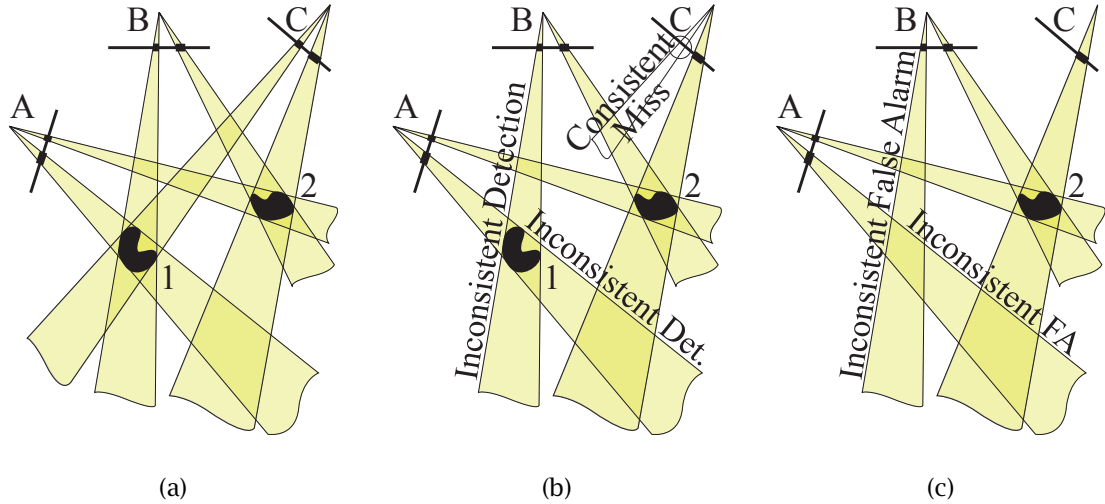 A
B
C
1
2
(a)
A
B
C
Consistent
Miss
Inconsistent Detection
Inconsistent Det.
1
2
(b)
A
B
C
Inconsistent False Alarm
Inconsistent FA
2
(c)